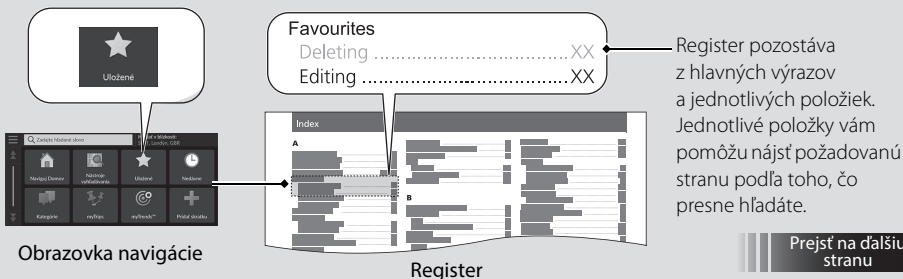 Uložené
Favourites
Deleting ........................................XX
Editing ...........................................XX
Register pozostáva
z hlavných výrazov
a jednotlivých položiek.
Jednotlivé položky vám
pomôžu nájsť požadovanú
stranu podľa toho, čo
presne hľadáte.
Zadajte hľadané slovo
GBR
Naviguj Domov
Nástroje
vyhľadávania
Uložené
Nedávne
Kategórie
myTrips
myTrends™
Pridať skratku
Obrazovka navigácie
Index
A
B
Register
Prejsť na ďalšiu
stranu